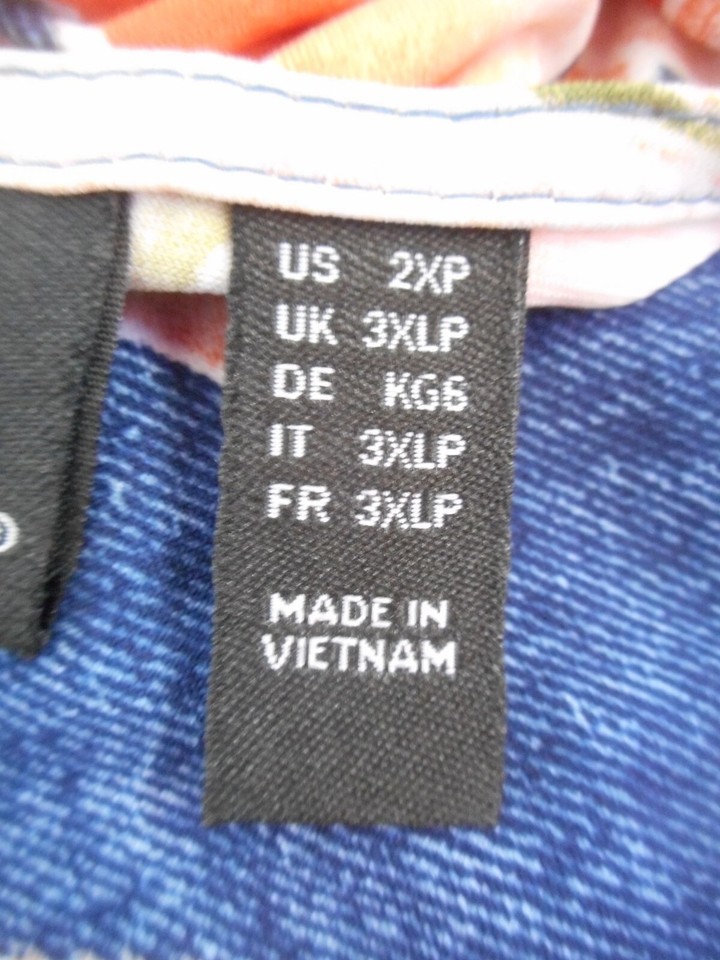 US 2XP
UK 3XLP
DE KG6
IT 3XLP
FR 3XLP
MADE IN
VIETNAM